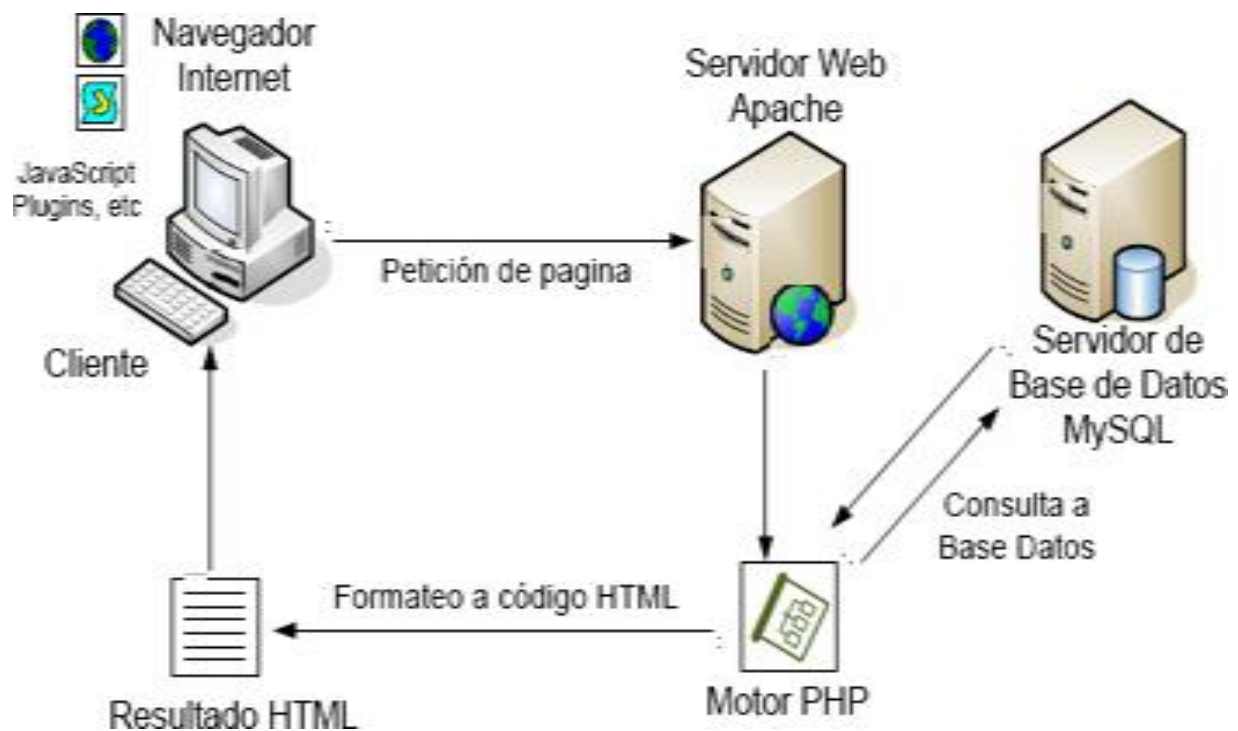 Navegador
Internet
JavaScript
Plugins, etc
Cliente
Petición de pagina
Servidor Web
Apache
Servidor de
Base de Datos
MySQL
Consulta a
Base Datos
Formateo a código HTML
Resultado HTML
Motor PHP